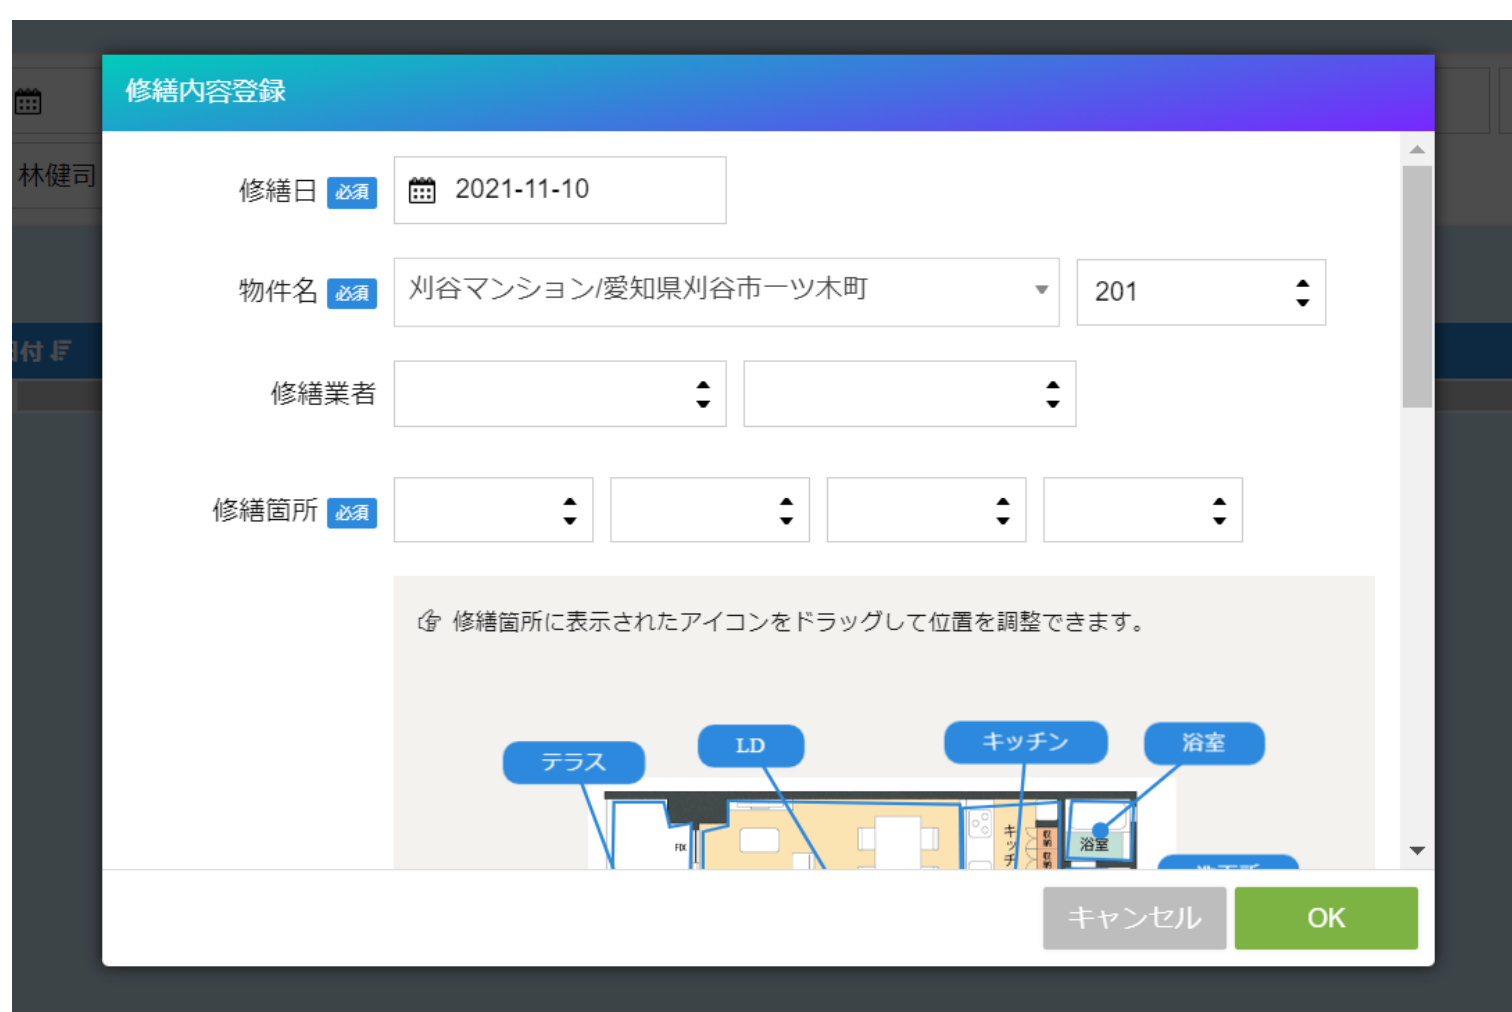 修繕内容登録
林健司
修繕日 必須 2021-11-10
物件名 必須 刈谷マンション/愛知県刈谷市一ツ木町 201
付
修繕業者
修繕箇所 必須
修繕箇所に表示されたアイコンをドラッグして位置を調整できます。
テラス LD キッチン 浴室
FIX キッチ 収納 収納 浴室
キャンセル OK